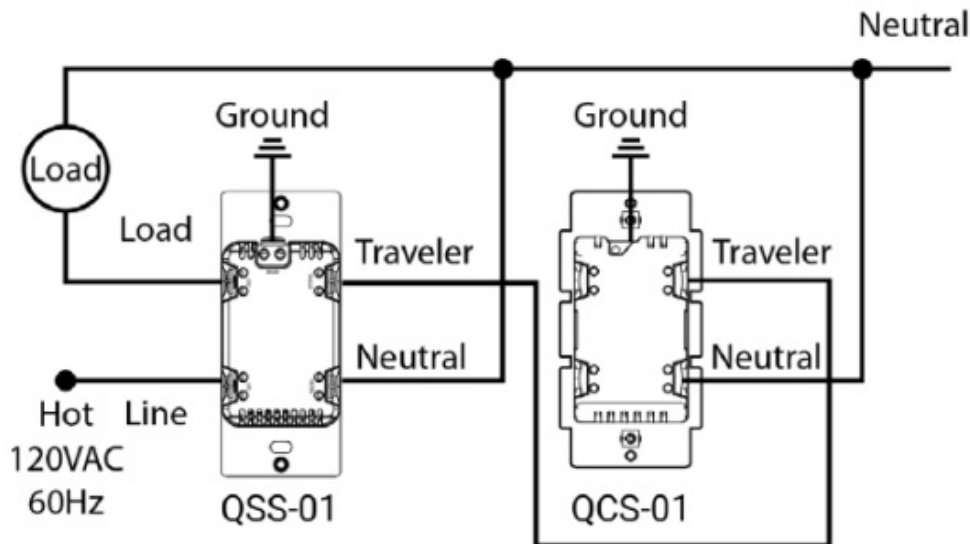 Neutral
Ground
Ground
Load
Load
Traveler
Traveler
Neutral
Neutral
Hot
Line
120VAC
60Hz
QSS-01
QCS-01